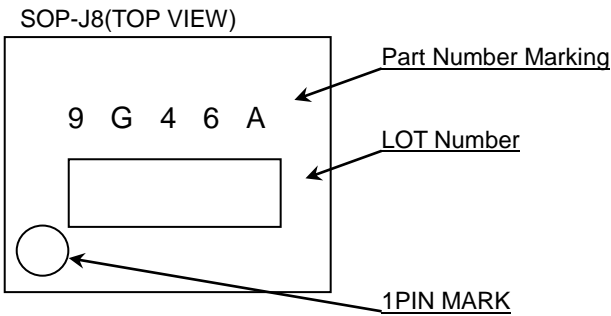 SOP-J8(TOP VIEW)
Part Number Marking
9 G 4 6 A
LOT Number
1PIN MARK